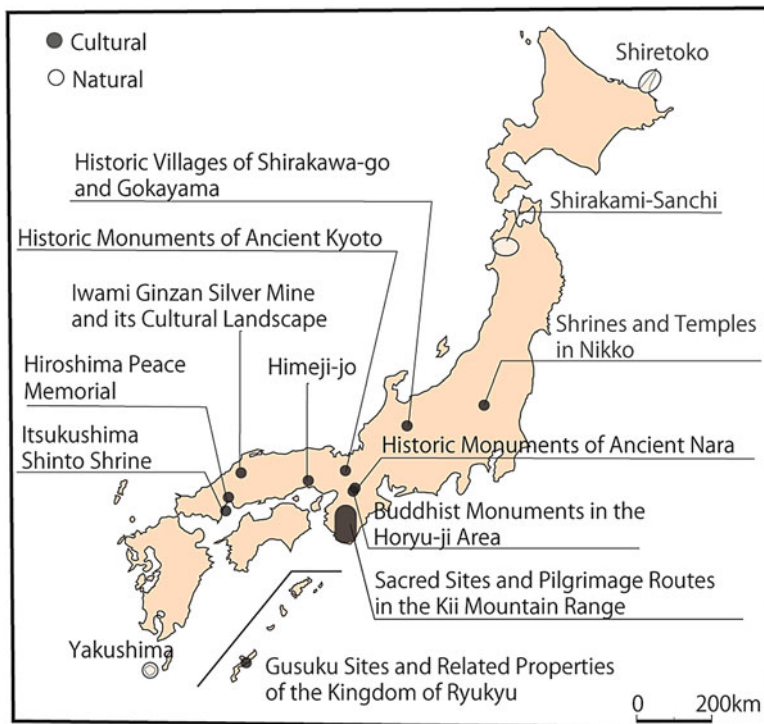 Cultural
Natural
Shiretoko
Historic Villages of Shirakawa-go
and Gokayama
Shirakami-Sanchi
Historic Monuments of Ancient Kyoto
Iwami Ginzan Silver Mine
and its Cultural Landscape
Shrines and Temples
in Nikko
Hiroshima Peace
Memorial
Himeji-jo
Itsukushima
Shinto Shrine
Historic Monuments of Ancient Nara
Buddhist Monuments in the
Horyu-ji Area
Sacred Sites and Pilgrimage Routes
in the Kii Mountain Range
Yakushima
Gusuku Sites and Related Properties
of the Kingdom of Ryukyu
0 200km